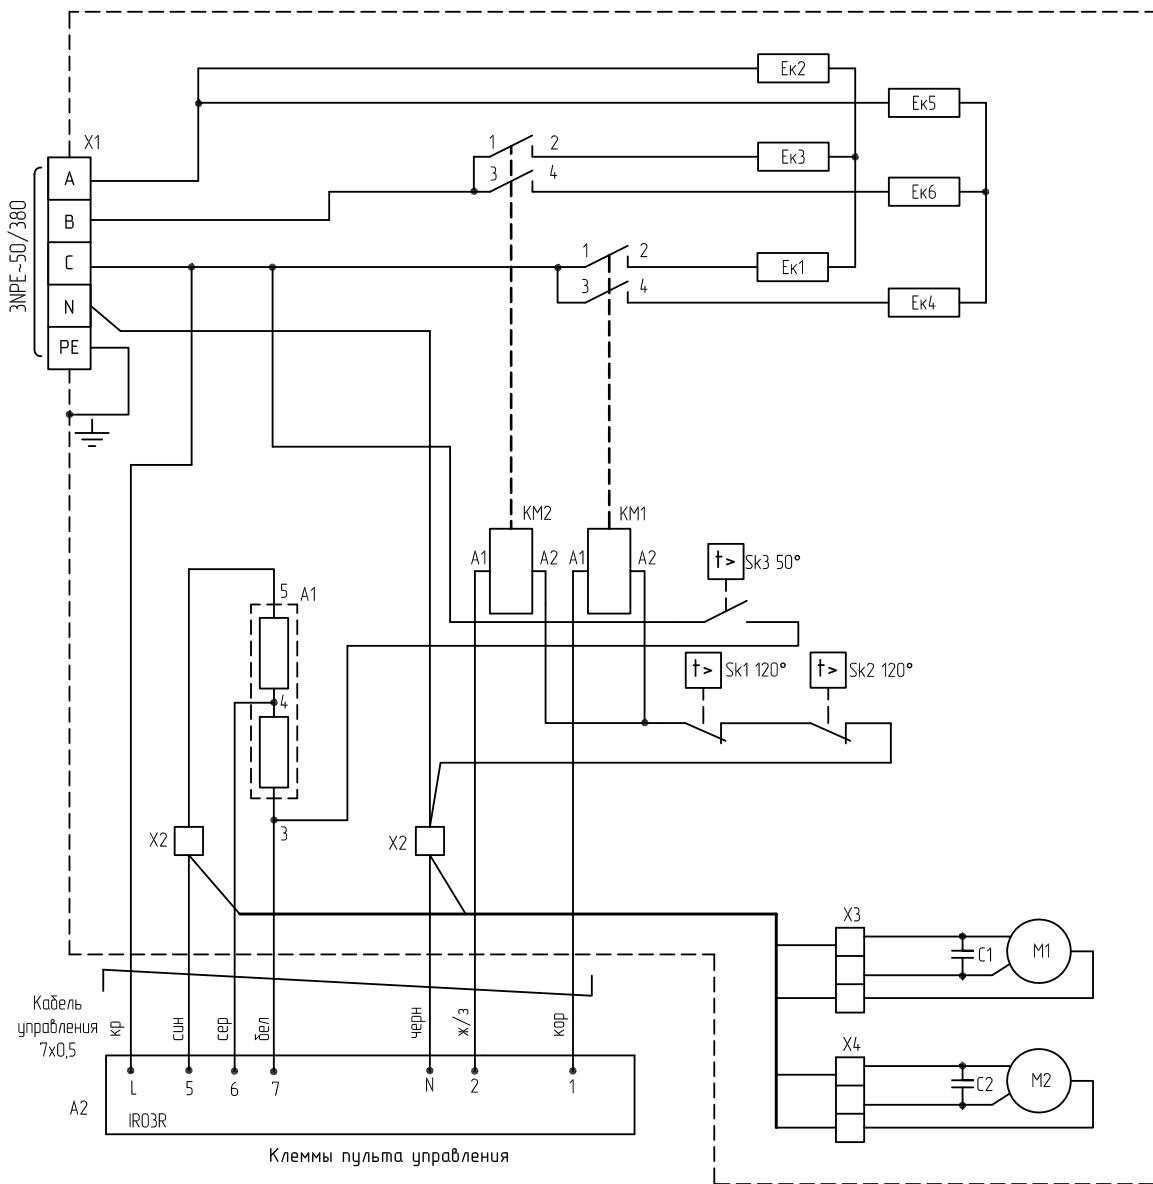 Ек2
Ек5
X1
1
2
A
3
4
Ек3
Ек6
B
3NPE~50/380
C
1
2
Ек1
3
4
Ек4
N
PE
KM2
KM1
A1
A2
A1
A2
t>
Sk3 50°
5
A1
t>
Sk1 120°
t>
Sk2 120°
4
3
X2
X2
X3
C1
M1
Кабель
управления
7x0,5
кр
син
сер
бел
черн
ж/з
кор
X4
C2
M2
L
5
6
7
N
2
1
A2
IR03R
Клеммы пульта управления